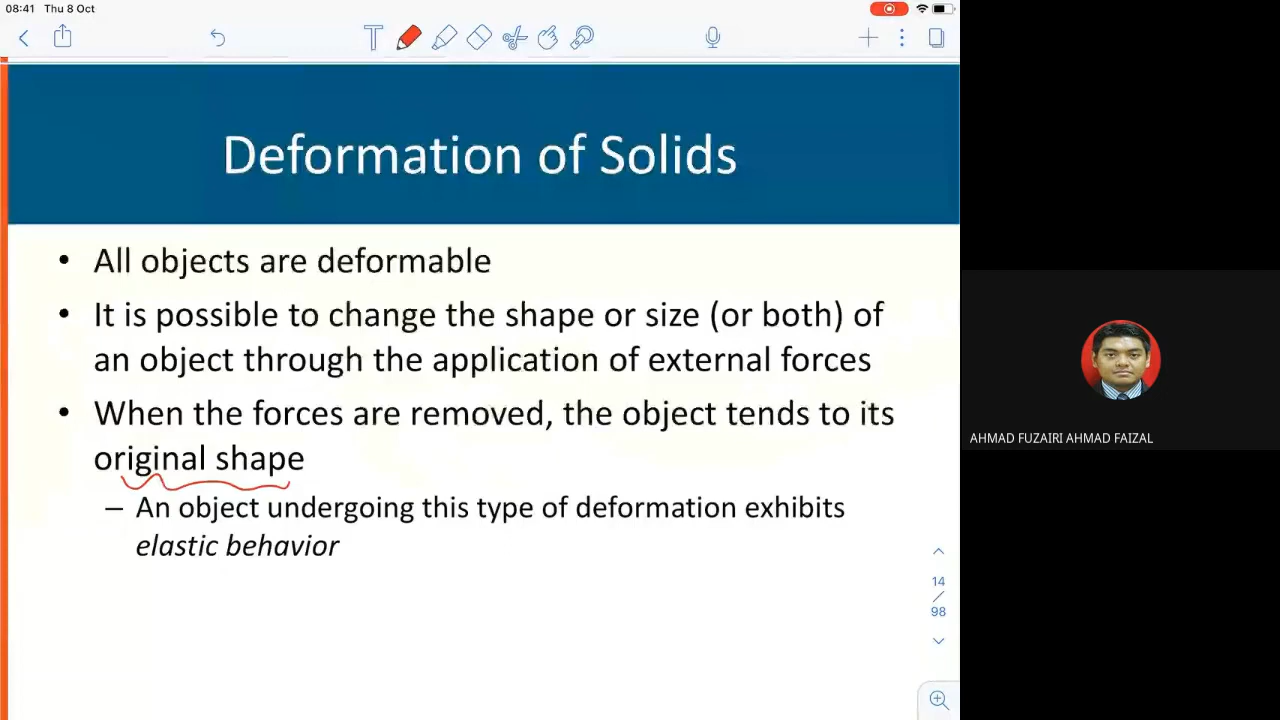 08:41 Thu 8 Oct
Deformation of Solids
• All objects are deformable
• It is possible to change the shape or size (or both) of
an object through the application of external forces
• When the forces are removed, the object tends to its
original shape
– An object undergoing this type of deformation exhibits
elastic behavior
AHMAD FUZAIRI AHMAD FAIZAL
14
/
98